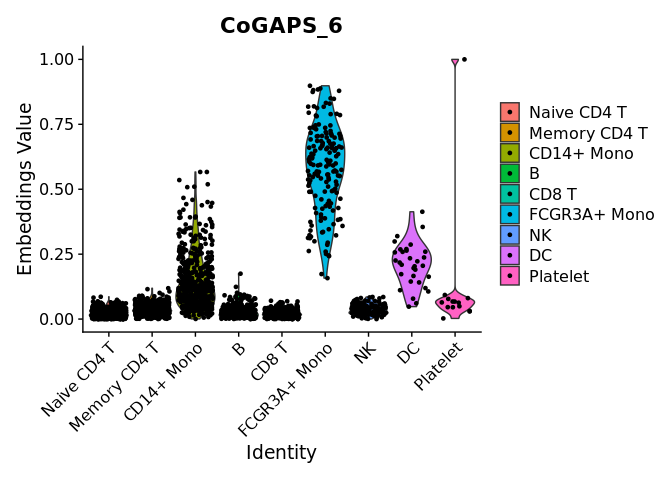 CoGAPS_6
Embeddings Value
1.00
0.75
0.50
0.25
0.00
Naive CD4 T
Memory CD4 T
CD14+ Mono
B
CD8 T
FCGR3A+ Mono
NK
DC
Platelet
Identity
Naive CD4 T
Memory CD4 T
CD14+ Mono
B
CD8 T
FCGR3A+ Mono
NK
DC
Platelet